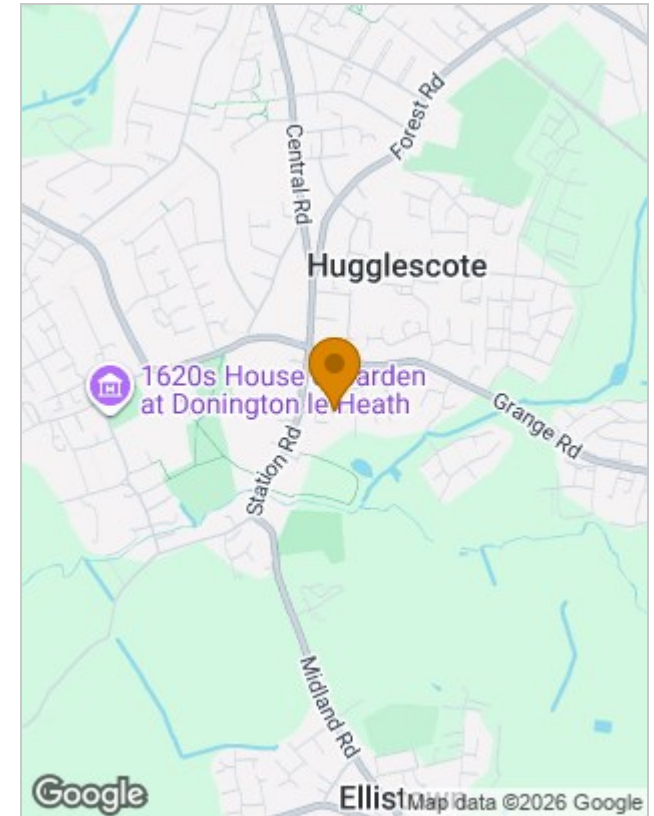 Forest Rd
Central Rd
Hugglescote
1620s House
arden
at Donington le Heath
Grange Rd
Station Rd
Midland Rd
Google
Map data ©2026 Google